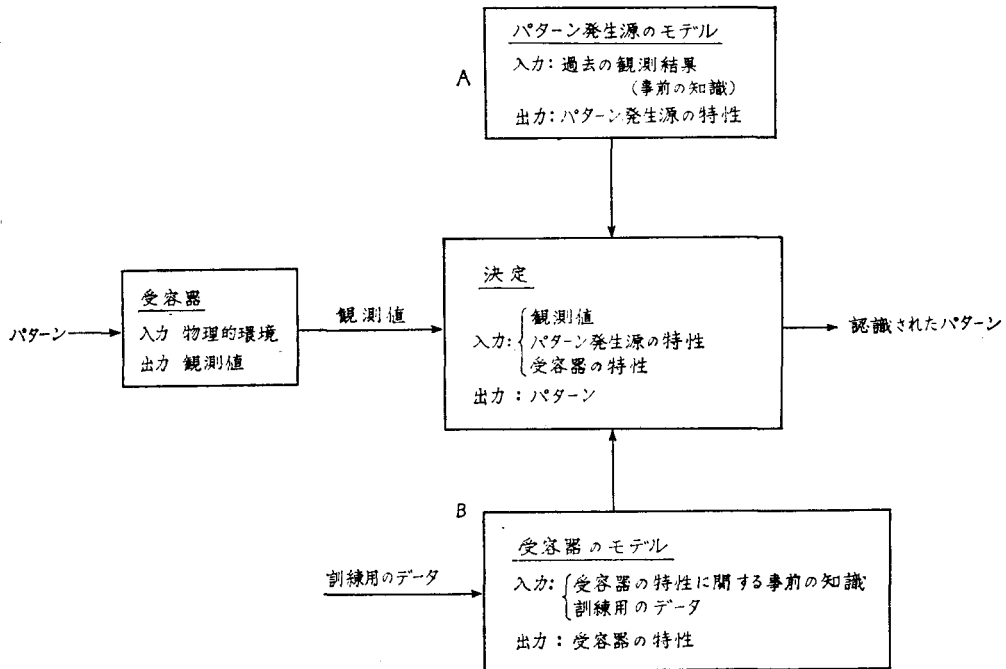 パターン発生源のモデル
A
入力: 過去の観測結果
(事前の知識)
出力: パターン発生源の特性
パターン
受容器
入力 物理的環境
出力 観測値
観測値
決定
入力: 観測値
パターン発生源の特性
受容器の特性
出力: パターン
認識されたパターン
B
訓練用のデータ
受容器のモデル
入力: 受容器の特性に関する事前の知識
訓練用のデータ
出力: 受容器の特性